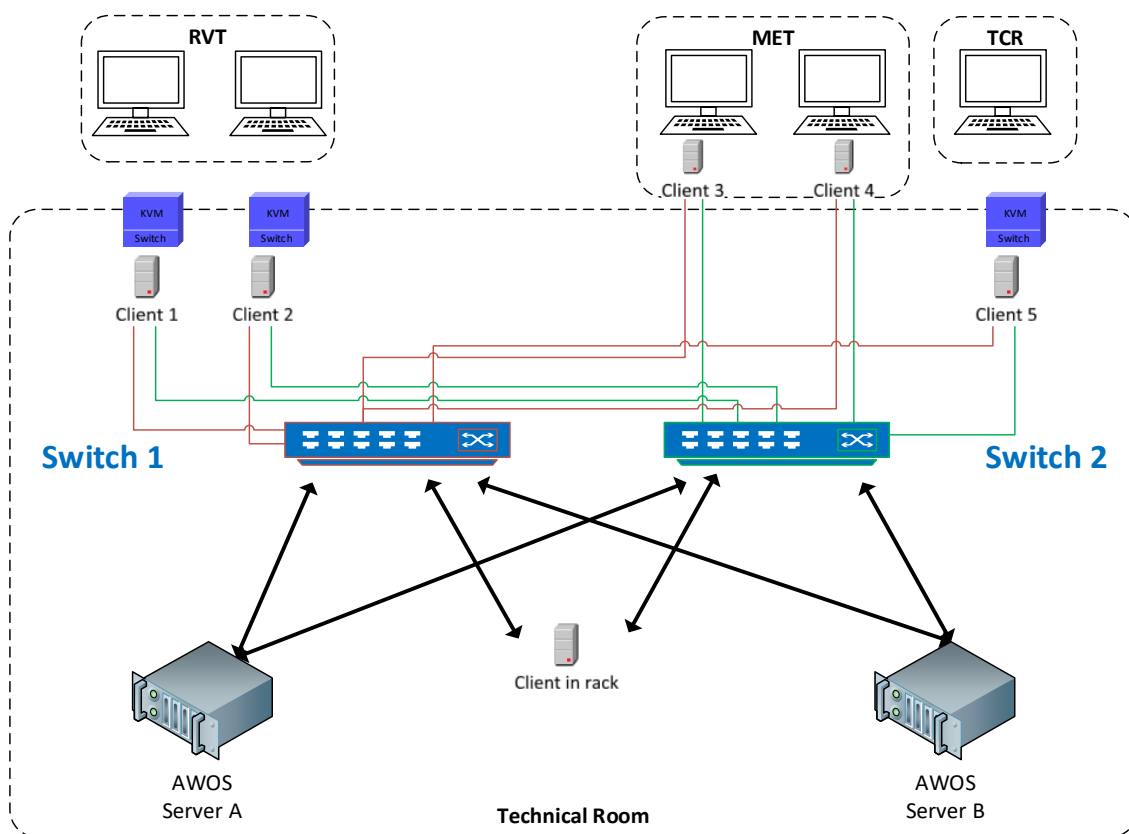 RVT
MET
TCR
Client 3
Client 4
KVM
Switch
KVM
Switch
KVM
Switch
Client 1
Client 2
Client 5
Switch 1
Switch 2
Client in rack
AWOS
Server A
AWOS
Server B
Technical Room